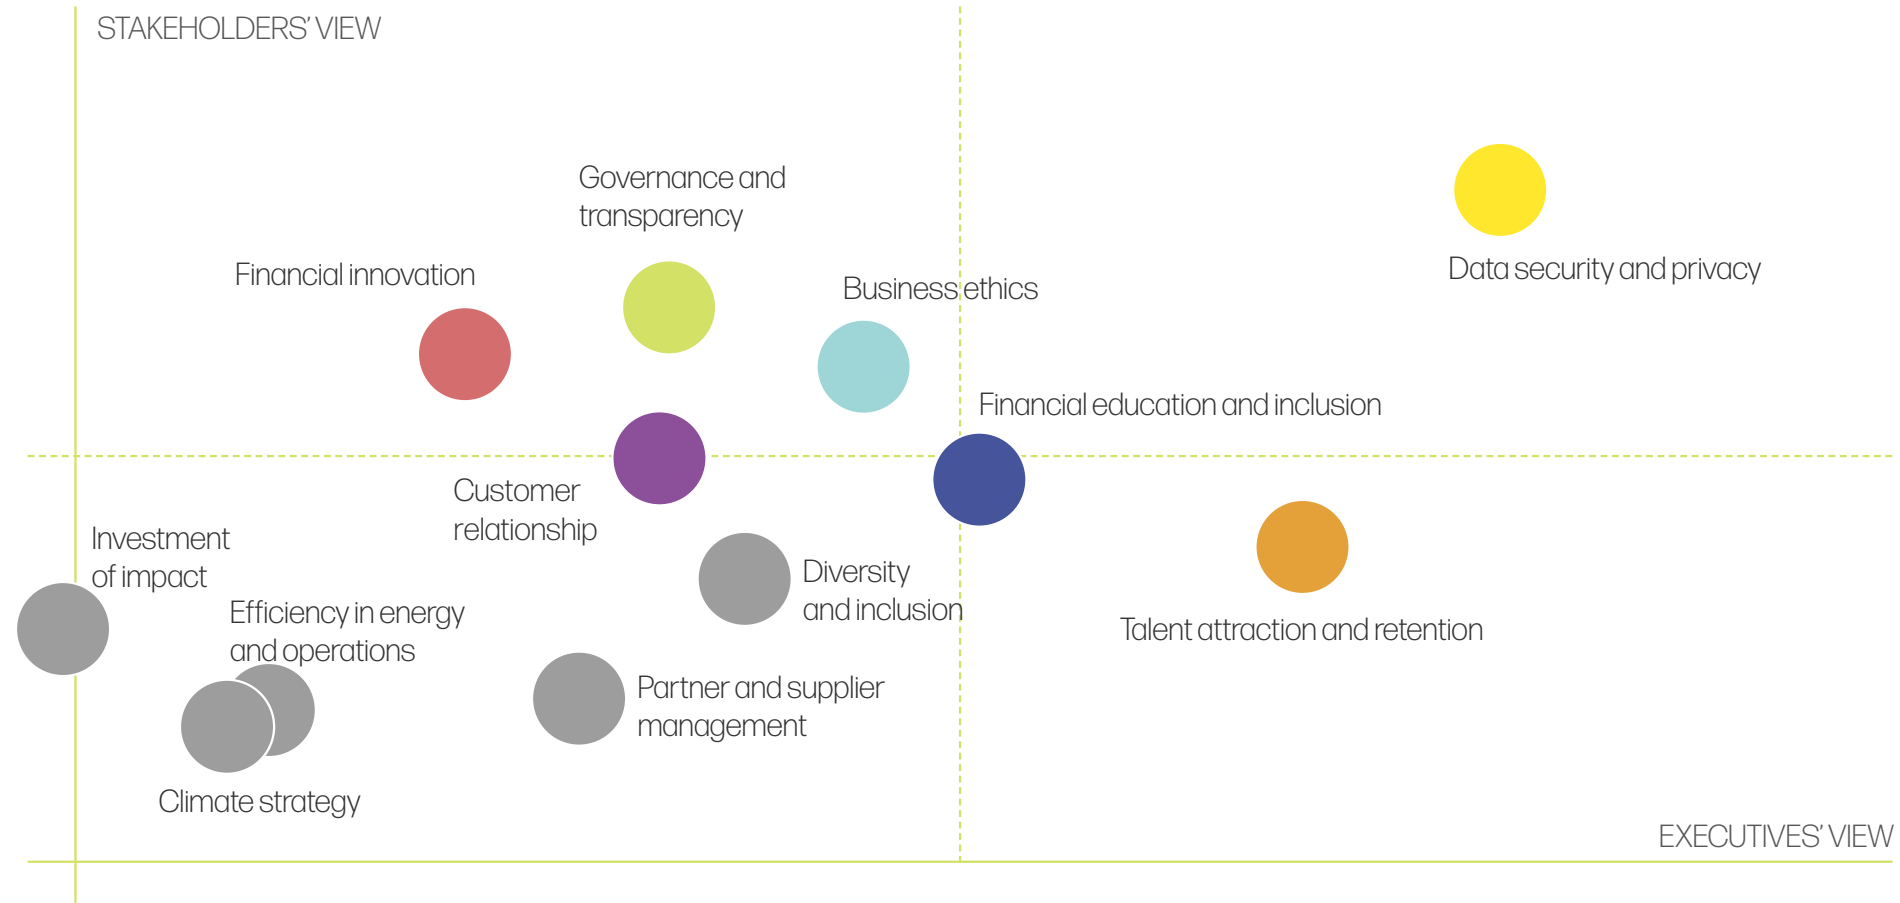 STAKEHOLDERS’ VIEW
Governance and
transparency
Financial innovation
Business ethics
Data security and privacy
Financial education and inclusion
Customer
relationship
Investment
of impact
Diversity
and inclusion
Efficiency in energy
and operations
Talent attraction and retention
Partner and supplier
management
Climate strategy
EXECUTIVES’ VIEW